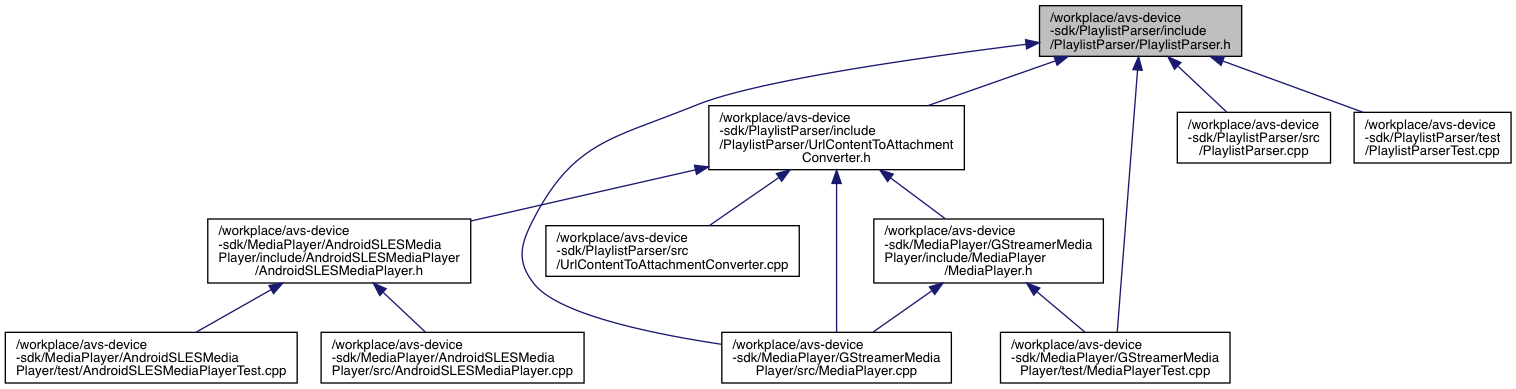 /workplace/avs-device
-sdk/PlaylistParser/include
/PlaylistParser/PlaylistParser.h
/workplace/avs-device
-sdk/PlaylistParser/include
/PlaylistParser/UrlContentToAttachment
Converter.h
/workplace/avs-device
-sdk/PlaylistParser/src
/PlaylistParser.cpp
/workplace/avs-device
-sdk/PlaylistParser/test
/PlaylistParserTest.cpp
/workplace/avs-device
-sdk/MediaPlayer/AndroidSLESMedia
Player/include/AndroidSLESMediaPlayer
/AndroidSLESMediaPlayer.h
/workplace/avs-device
-sdk/PlaylistParser/src
/UrlContentToAttachmentConverter.cpp
/workplace/avs-device
-sdk/MediaPlayer/GStreamerMedia
Player/include/MediaPlayer
/MediaPlayer.h
/workplace/avs-device
-sdk/MediaPlayer/AndroidSLESMedia
Player/test/AndroidSLESMediaPlayerTest.cpp
/workplace/avs-device
-sdk/MediaPlayer/AndroidSLESMedia
Player/src/AndroidSLESMediaPlayer.cpp
/workplace/avs-device
-sdk/MediaPlayer/GStreamerMedia
Player/src/MediaPlayer.cpp
/workplace/avs-device
-sdk/MediaPlayer/GStreamerMedia
Player/test/MediaPlayerTest.cpp